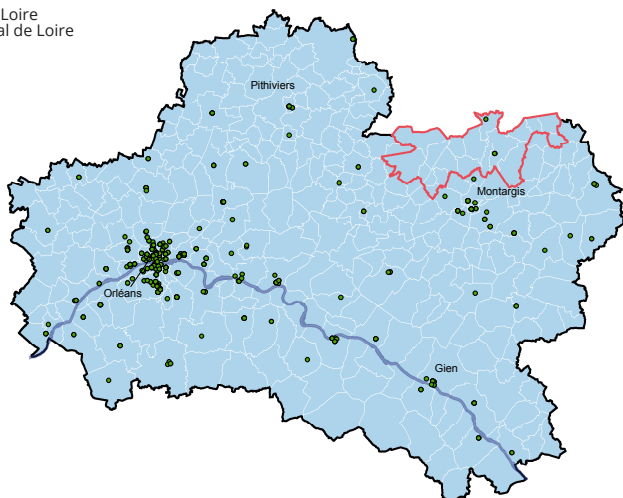 Loire
al de Loire
Pithiviers
Montargis
Orléans
Gien